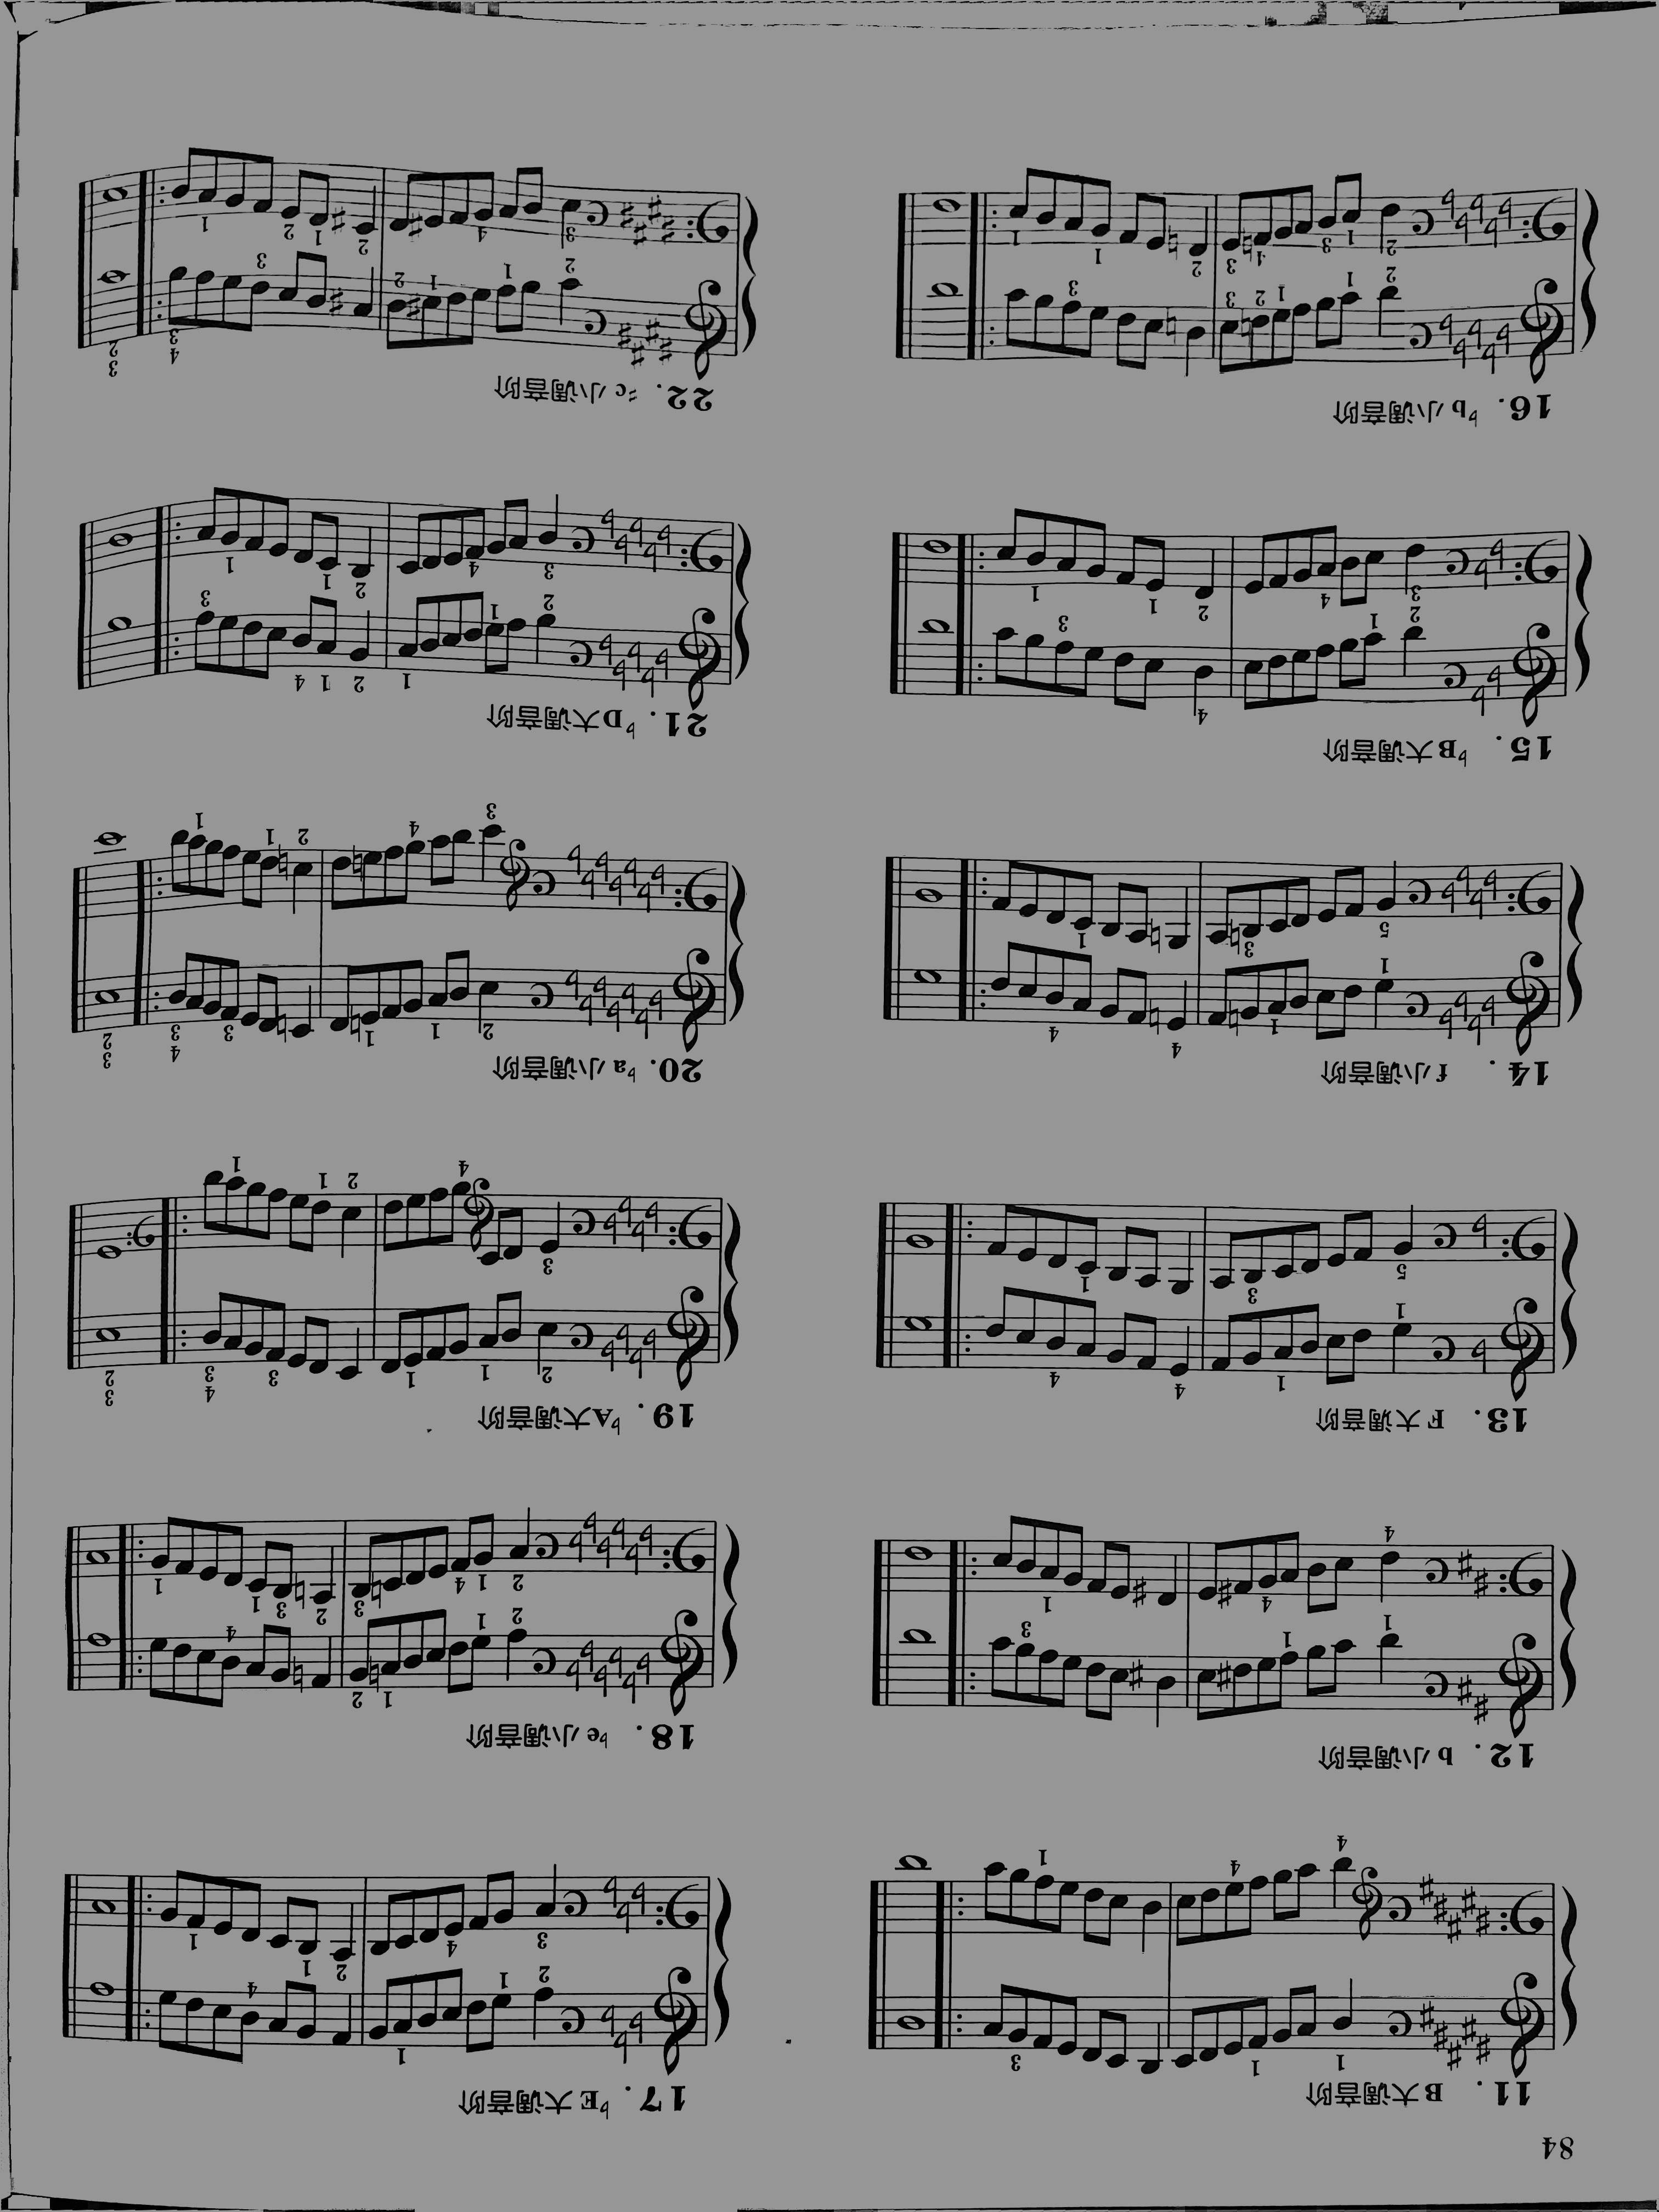 84
11. B大调音阶
12. b小调音阶
13. F大调音阶
14. f小调音阶
15. ♭B大调音阶
16. ♭b小调音阶
17. ♭E大调音阶
18. ♭e小调音阶
19. ♭A大调音阶
20. ♭a小调音阶
21. ♭D大调音阶
22. ♯c小调音阶